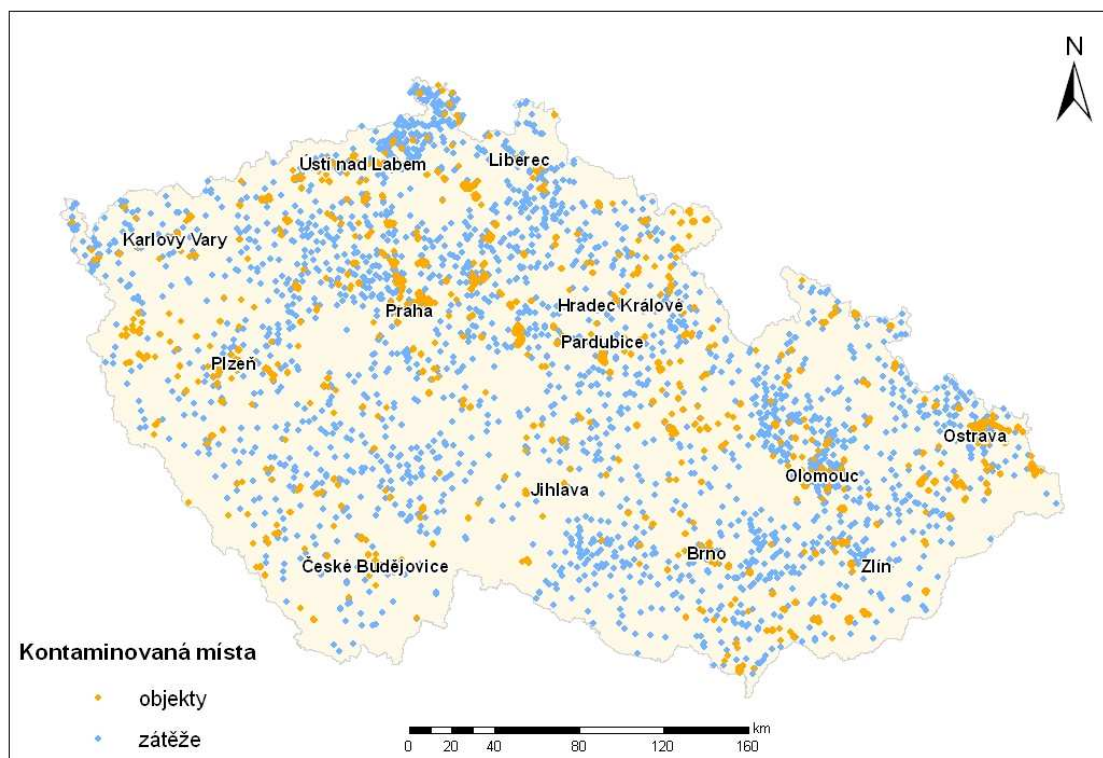 N
Ústí nad Labem
Liberec
Karlovy Vary
Hradec Králové
Praha
Pardubice
Plzeň
Ostrava
Olomouc
Jihlava
Brno
České Budějovice
Zlín
Kontaminovaná místa
objekty
zátěže
km
0 20 40 80 120 160